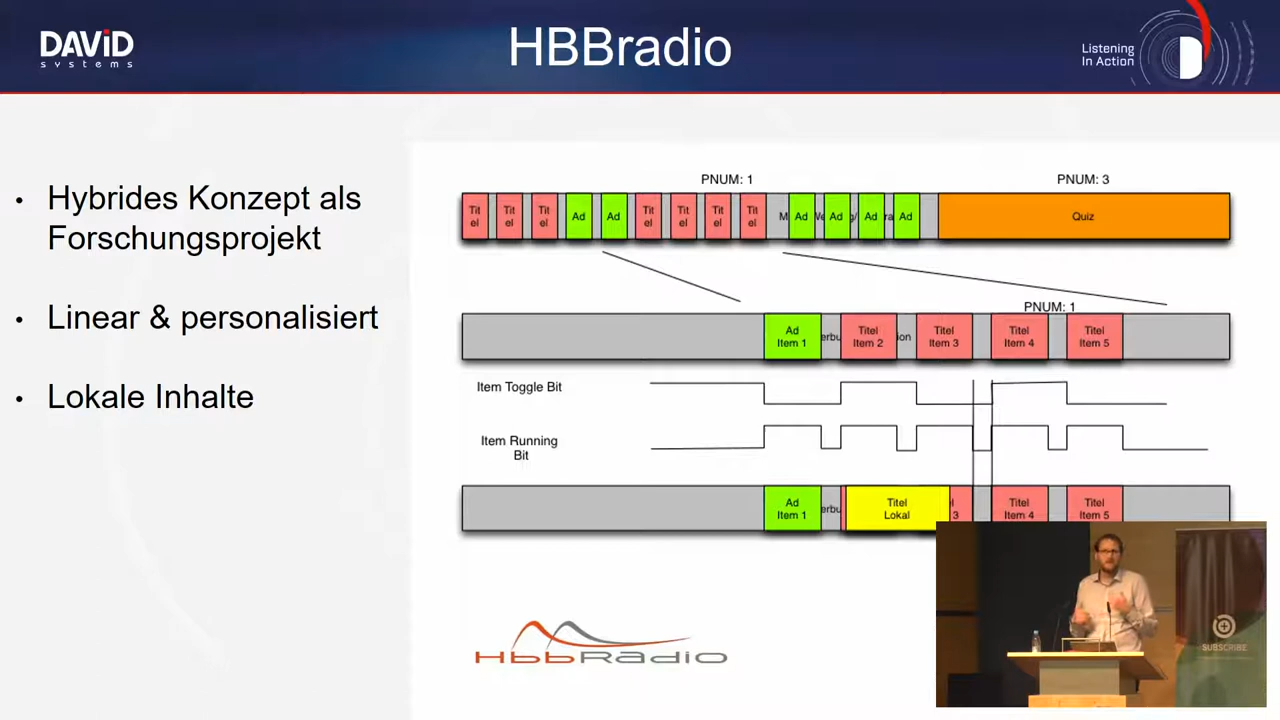 DAVID
systems
HBBradio
Listening
In Action
• Hybrides Konzept als
Forschungsprojekt
• Linear & personalisiert
• Lokale Inhalte
PNUM: 1
PNUM: 3
Tit
el
Tit
el
Tit
el
Ad
Ad
Tit
el
Tit
el
Tit
el
Tit
el
Ad
Ad
Ad
Ad
Quiz
PNUM: 1
Ad
Item 1
Titel
Item 2
Titel
Item 3
Titel
Item 4
Titel
Item 5
Item Toggle Bit
Item Running
Bit
Ad
Item 1
Titel
Lokal
3
Titel
Item 4
Titel
Item 5
HbbRadio
SUBSCRIBE